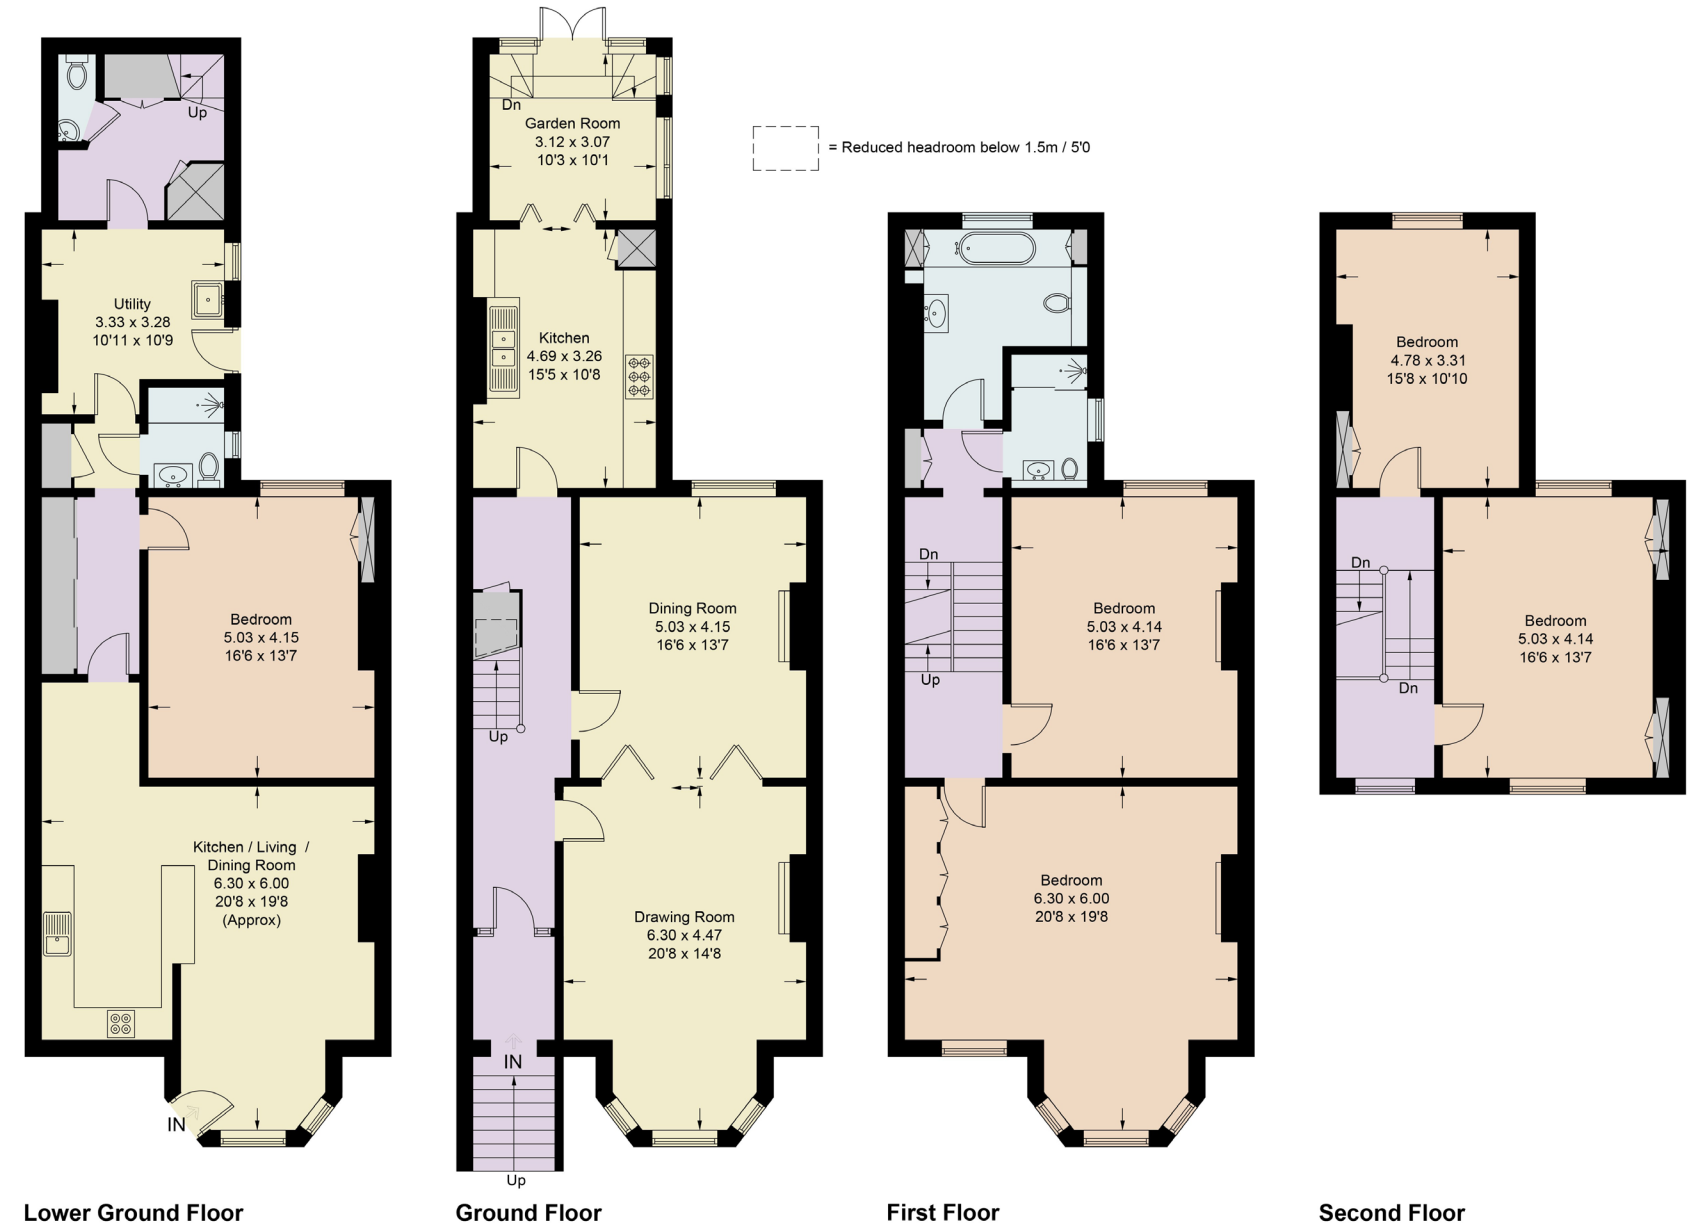 Up
Utility
3.33 x 3.28
10'11 x 10'9
Bedroom
5.03 x 4.15
16'6 x 13'7
Kitchen / Living /
Dining Room
6.30 x 6.00
20'8 x 19'8
(Approx)
IN
Lower Ground Floor
Dn
Garden Room
3.12 x 3.07
10'3 x 10'1
Kitchen
4.69 x 3.26
15'5 x 10'8
Dining Room
5.03 x 4.15
16'6 x 13'7
Up
Drawing Room
6.30 x 4.47
20'8 x 14'8
IN
Up
Ground Floor
= Reduced headroom below 1.5m / 5'0
Dn
Bedroom
5.03 x 4.14
16'6 x 13'7
Up
Bedroom
6.30 x 6.00
20'8 x 19'8
First Floor
Bedroom
4.78 x 3.31
15'8 x 10'10
Dn
Bedroom
5.03 x 4.14
16'6 x 13'7
Dn
Second Floor